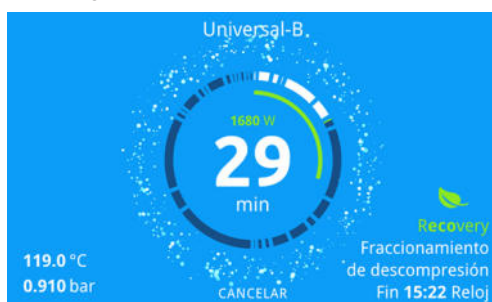 Universal-B
1680 W
29
min
Recovery
Fraccionamiento
de descompresión
Fin 15:22 Reloj
119.0 °C
0.910 bar
CANCELAR